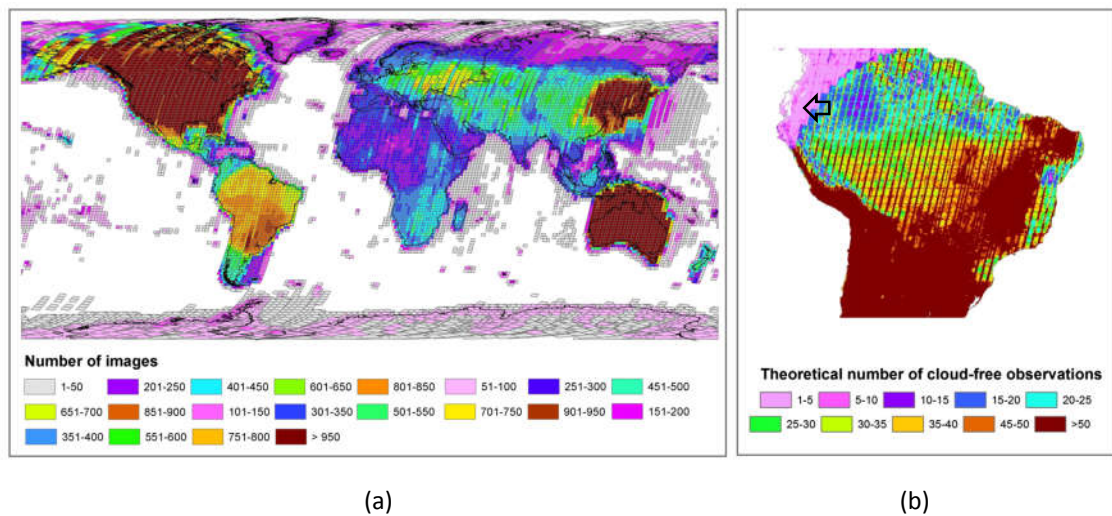 Number of images
1-50 201-250 401-450 601-650 801-850 51-100 251-300 451-500
651-700 851-900 101-150 301-350 501-550 701-750 901-950 151-200
351-400 551-600 751-800 > 950
Theoretical number of cloud-free observations
1-5 5-10 10-15 15-20 20-25
25-30 30-35 35-40 45-50 >50
(a) (b)